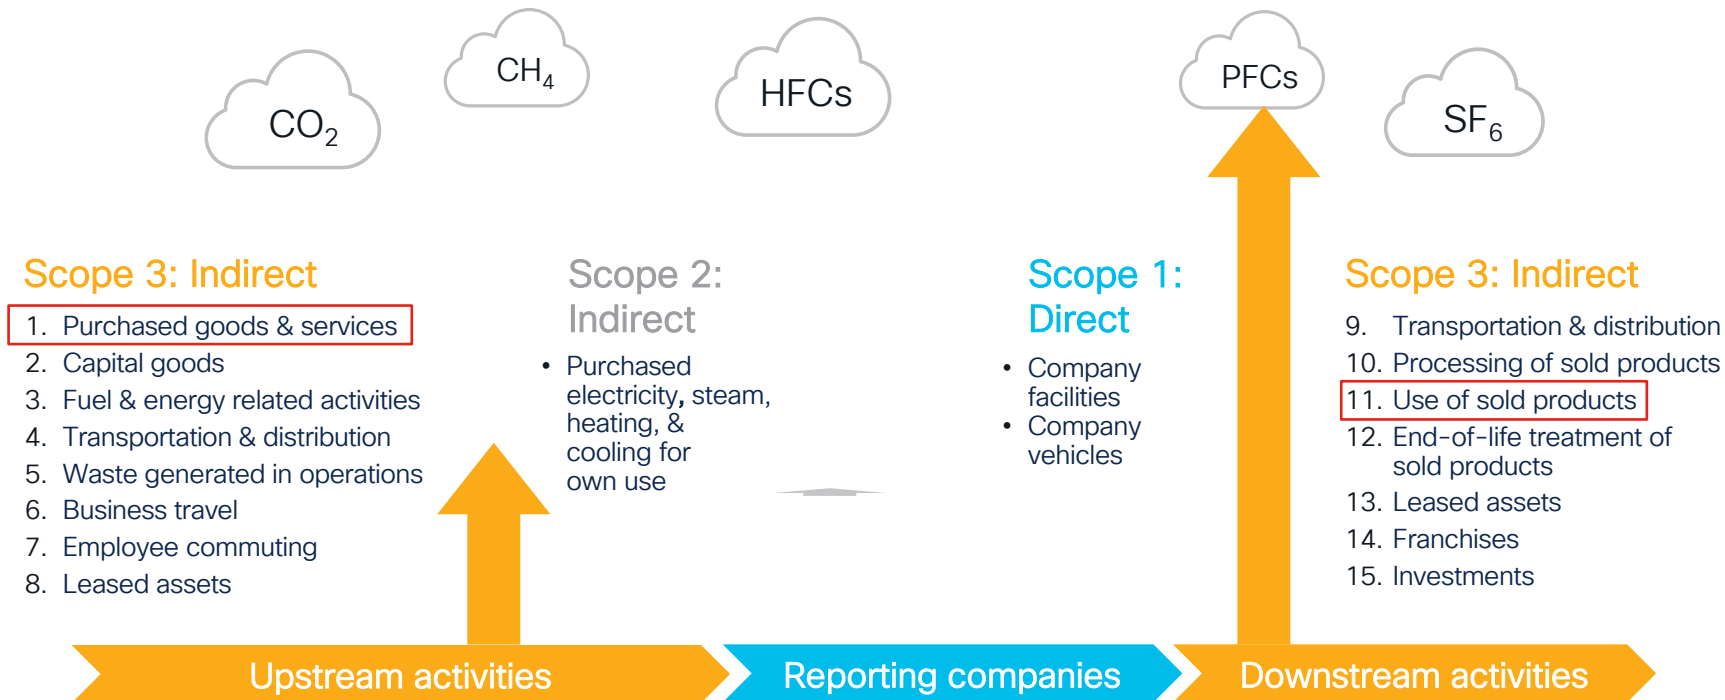 CO₂
CH₄
HFCs
PFCs
SF₆
Scope 3: Indirect
1. Purchased goods & services
2. Capital goods
3. Fuel & energy related activities
4. Transportation & distribution
5. Waste generated in operations
6. Business travel
7. Employee commuting
8. Leased assets
Scope 2:
Indirect
• Purchased
electricity, steam,
heating, &
cooling for
own use
Scope 1:
Direct
• Company
facilities
• Company
vehicles
Scope 3: Indirect
9. Transportation & distribution
10. Processing of sold products
11. Use of sold products
12. End-of-life treatment of
sold products
13. Leased assets
14. Franchises
15. Investments
Upstream activities
Reporting companies
Downstream activities